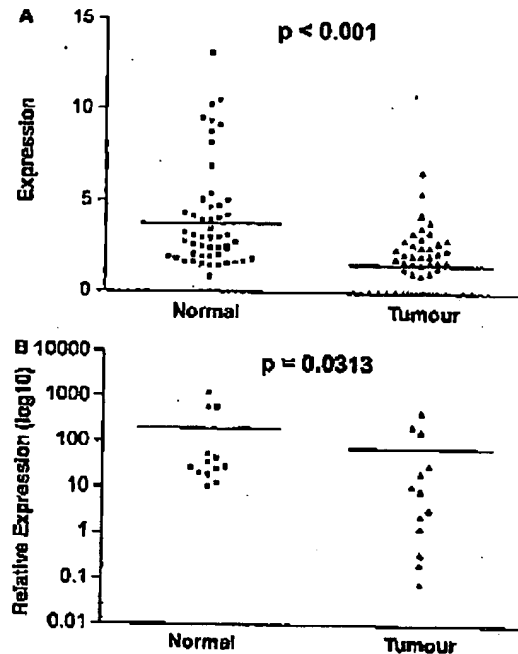 A
15
p < 0.001
10
Expression
5
0
Normal
Tumour
B
10000
p = 0.0313
1000
100
Relative Expression (log10)
10
1
0.1
0.01
Normal
Tumour